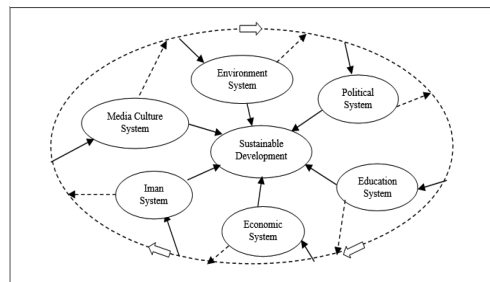 Environment
System
Political
System
Media Culture
System
Sustainable
Development
Education
System
Iman
System
Economic
System